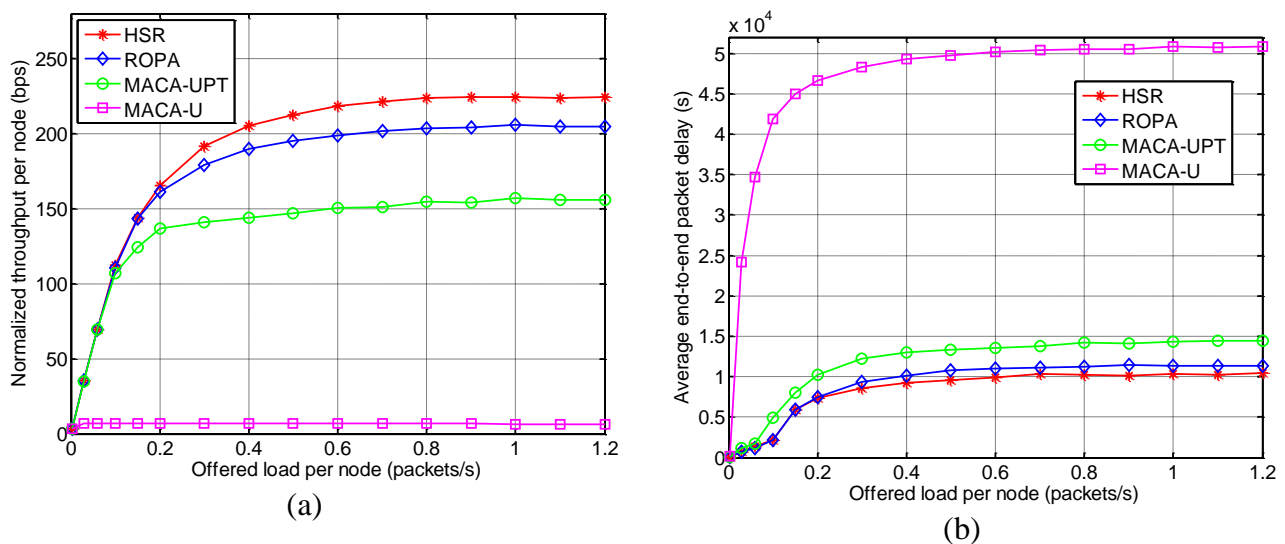 HSR
ROPA
MACA-UPT
MACA-U
250
200
150
100
50
0
0 0.2 0.4 0.6 0.8 1 1.2
Normalized throughput per node (bps)
Offered load per node (packets/s)
(a)
x 10^4
5
4.5
4
3.5
3
2.5
2
1.5
1
0.5
0
0 0.2 0.4 0.6 0.8 1 1.2
Average end-to-end packet delay (s)
HSR
ROPA
MACA-UPT
MACA-U
Offered load per node (packets/s)
(b)